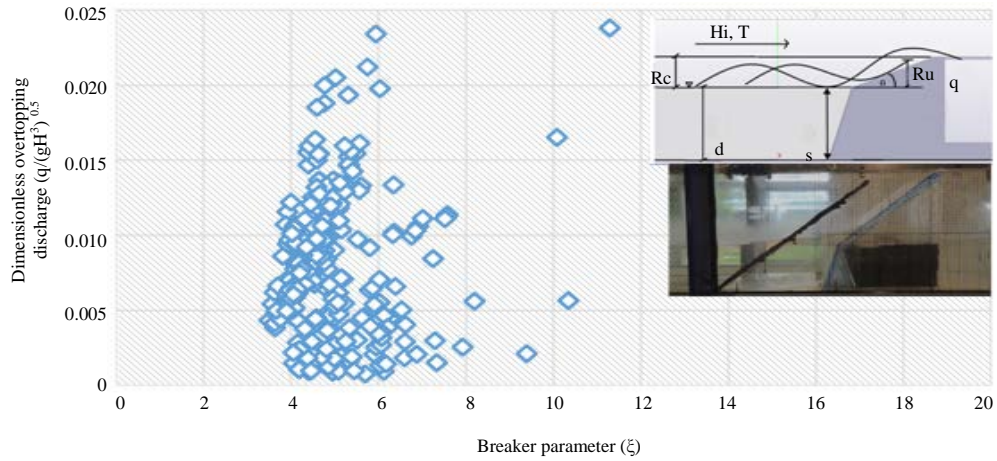 Dimensionless overtopping
discharge (q/(gH³)^0.5
0.025
0.020
0.015
0.010
0.005
0
0 2 4 6 8 10 12 14 16 18 20
Breaker parameter (ξ)
Hi, T
Rc
Ru
q
d
s